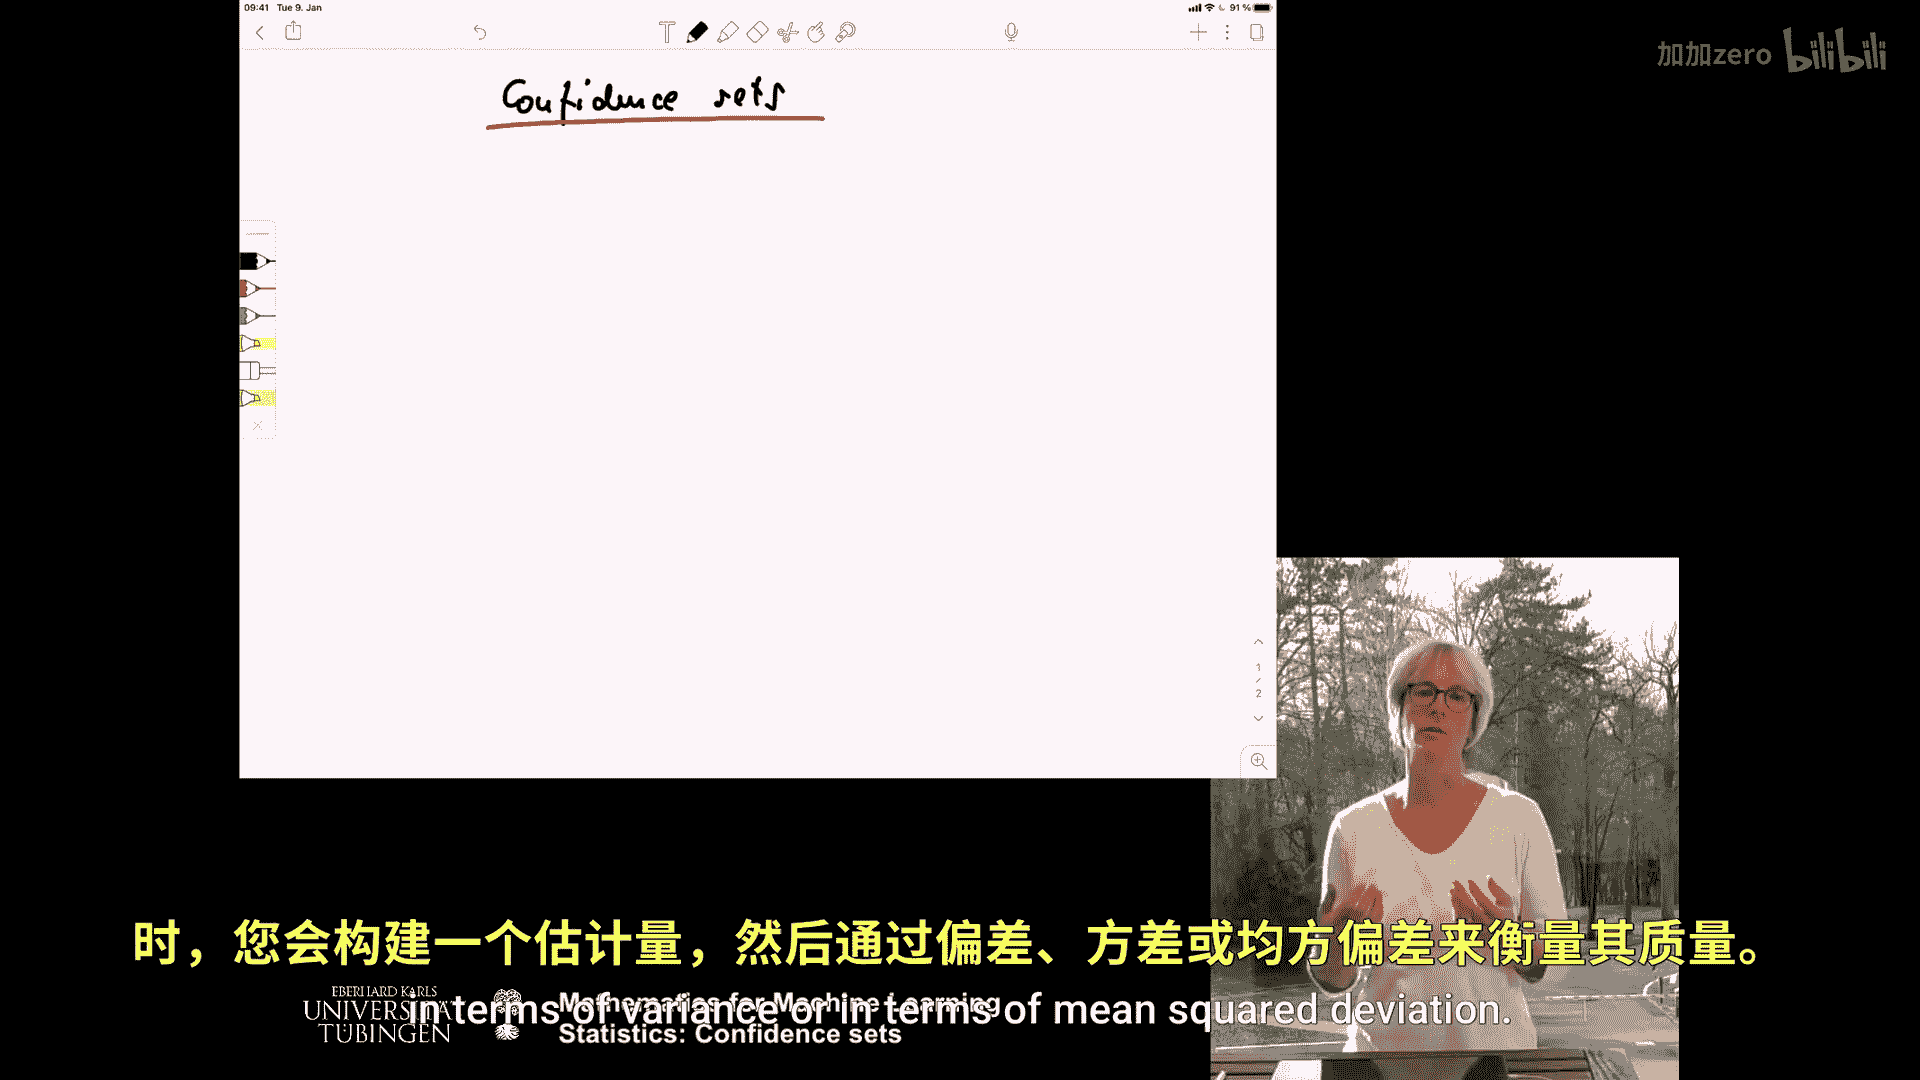 09:41 Tue 9. Jan
91 %
加加zero bilibili
Confidence sets
1
/
2
时，您会构建一个估计量，然后通过偏差、方差或均方偏差来衡量其质量。
in terms of variance or in terms of mean squared deviation.
EBERHARD KARLS
UNIVERSITÄT
TÜBINGEN
Mathematics for Machine Learning
Statistics: Confidence sets